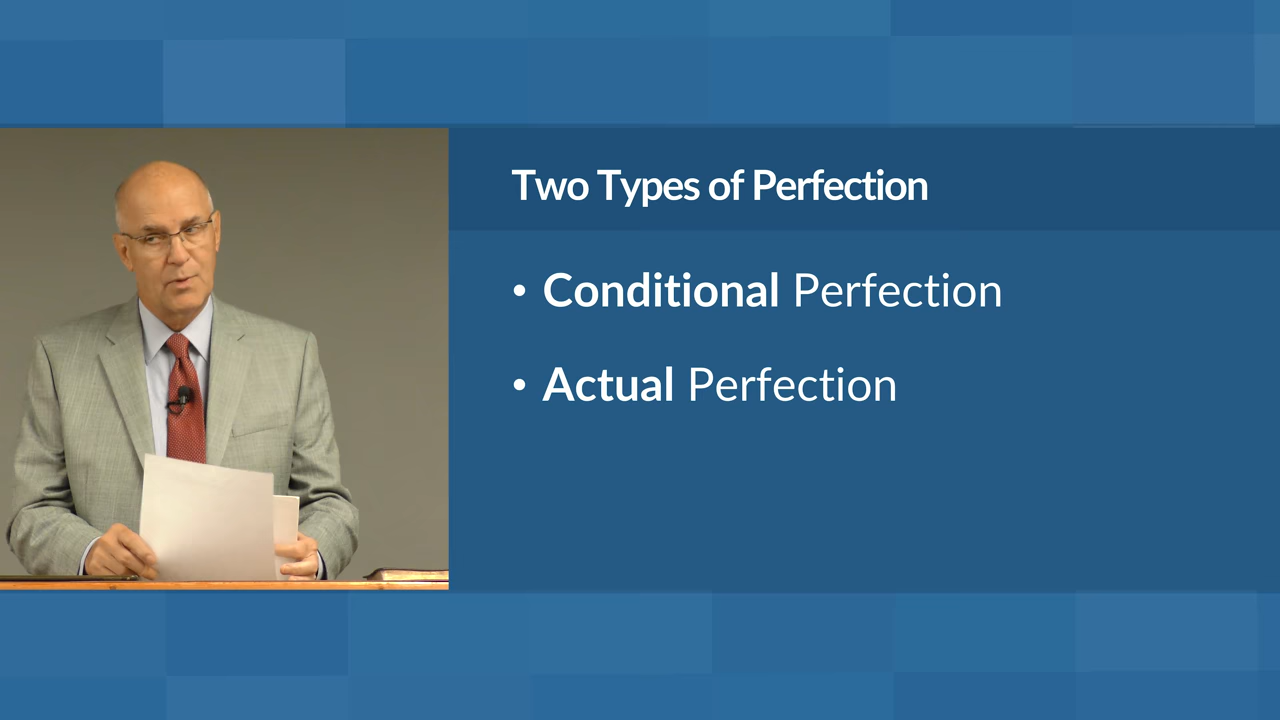 Two Types of Perfection
• Conditional Perfection
• Actual Perfection